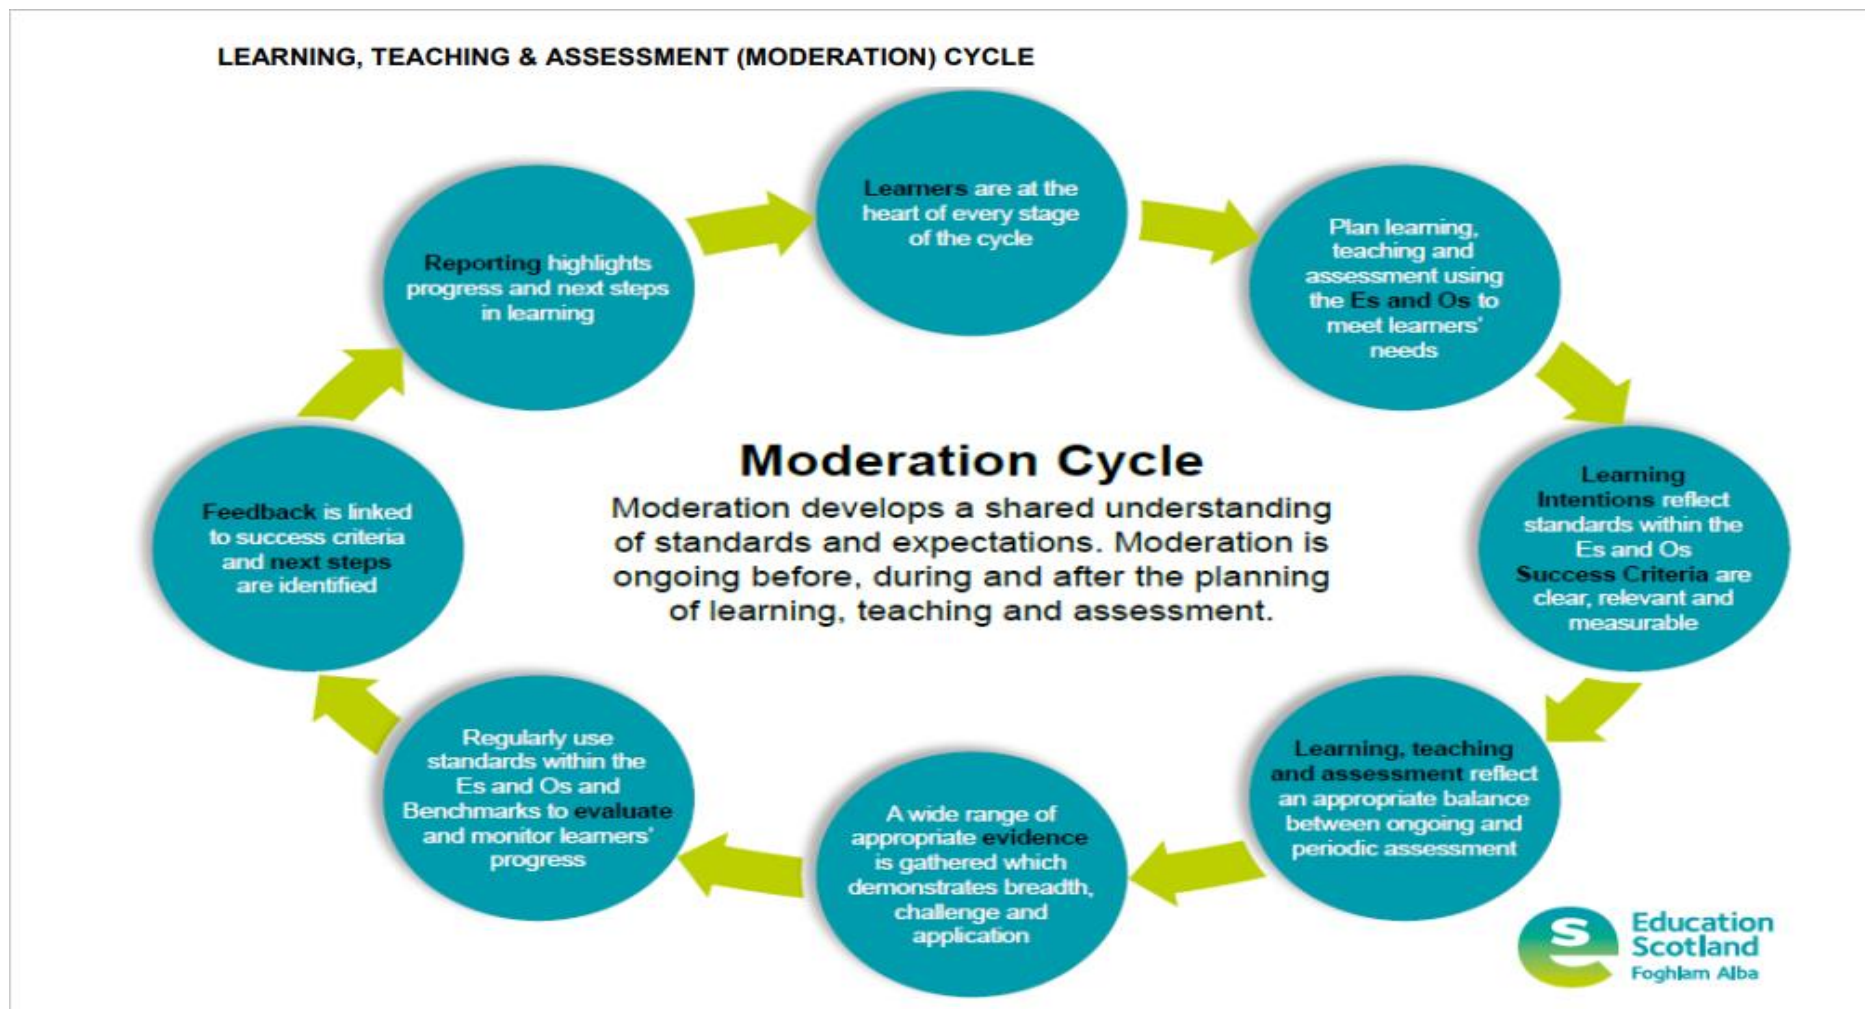 LEARNING, TEACHING & ASSESSMENT (MODERATION) CYCLE
Learners are at the
heart of every stage
of the cycle
Plan learning,
teaching and
assessment using
the Es and Os to
meet learners'
needs
Learning
Intentions reflect
standards within the
Es and Os
Success Criteria are
clear, relevant and
measurable
Learning, teaching
and assessment reflect
an appropriate balance
between ongoing and
periodic assessment
A wide range of
appropriate evidence
is gathered which
demonstrates breadth,
challenge and
application
Regularly use
standards within the
Es and Os and
Benchmarks to evaluate
and monitor learners'
progress
Feedback is linked
to success criteria
and next steps
are identified
Reporting highlights
progress and next steps
in learning
Moderation Cycle
Moderation develops a shared understanding
of standards and expectations. Moderation is
ongoing before, during and after the planning
of learning, teaching and assessment.
Education
Scotland
Foghlam Alba